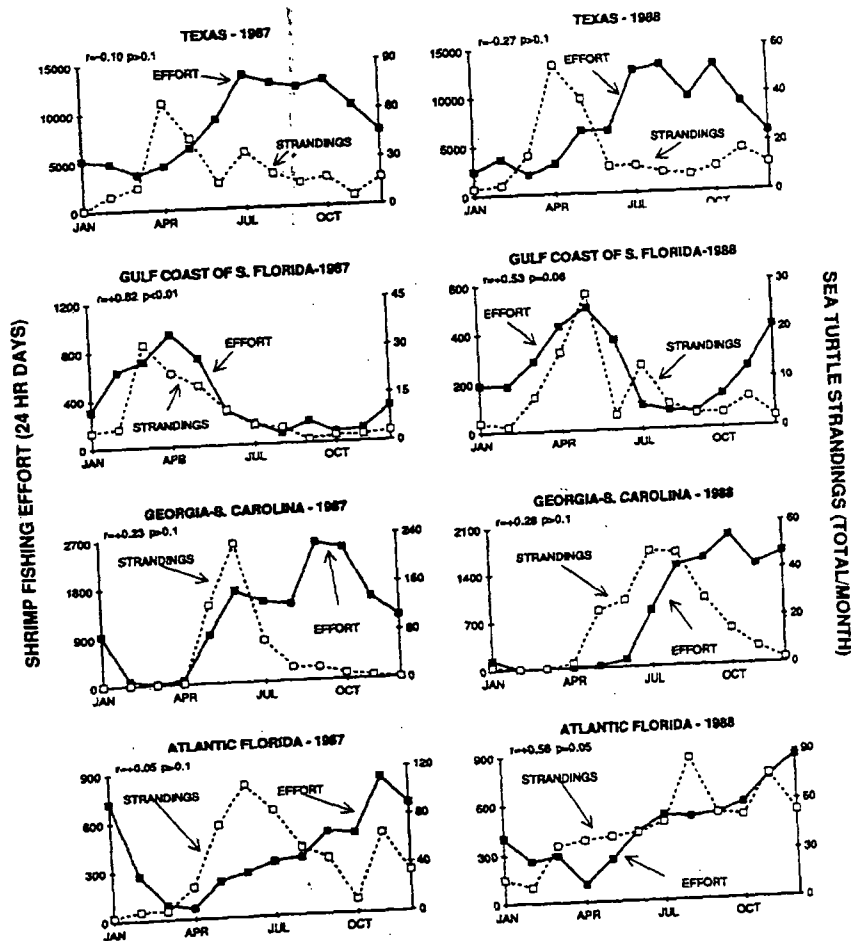 TEXAS - 1987
r=-0.10 p>0.1
EFFORT
STRANDINGS
15000
10000
5000
0
90
60
30
0
JAN
APR
JUL
OCT
TEXAS - 1988
r=-0.27 p>0.1
EFFORT
STRANDINGS
15000
10000
5000
0
60
40
20
0
JAN
APR
JUL
OCT
GULF COAST OF S. FLORIDA-1987
r=+0.82 p<0.01
EFFORT
STRANDINGS
1200
800
400
0
45
30
15
0
JAN
APR
JUL
OCT
GULF COAST OF S. FLORIDA-1988
r=+0.53 p=0.06
EFFORT
STRANDINGS
600
400
200
0
30
20
10
0
JAN
APR
JUL
OCT
SHRIMP FISHING EFFORT (24 HR DAYS)
SEA TURTLE STRANDINGS (TOTAL/MONTH)
GEORGIA-S. CAROLINA - 1987
r=+0.23 p>0.1
STRANDINGS
EFFORT
2700
1800
900
0
240
160
80
0
JAN
APR
JUL
OCT
GEORGIA-S. CAROLINA - 1988
r=+0.28 p>0.1
STRANDINGS
EFFORT
2100
1400
700
0
60
40
20
0
JAN
APR
JUL
OCT
ATLANTIC FLORIDA - 1987
r=+0.05 p>0.1
STRANDINGS
EFFORT
900
600
300
0
120
80
40
0
JAN
APR
JUL
OCT
ATLANTIC FLORIDA - 1988
r=+0.56 p=0.05
STRANDINGS
EFFORT
900
600
300
0
90
60
30
0
JAN
APR
JUL
OCT